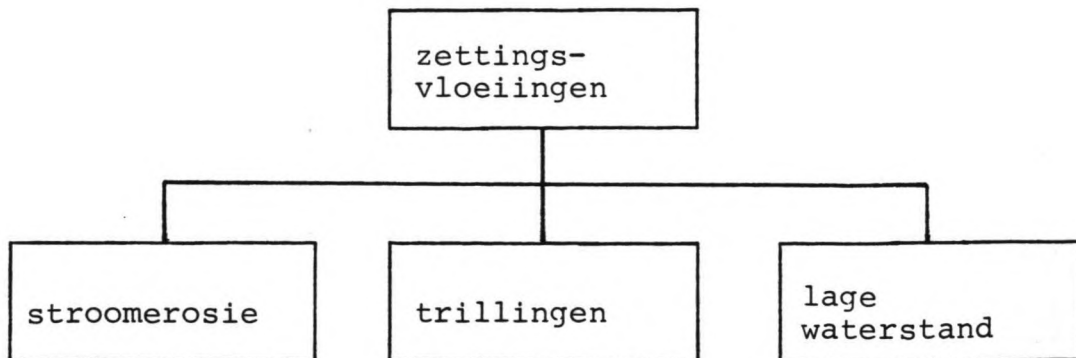 zettings-
vloeiingen
stroomerosie
trillingen
lage
waterstand